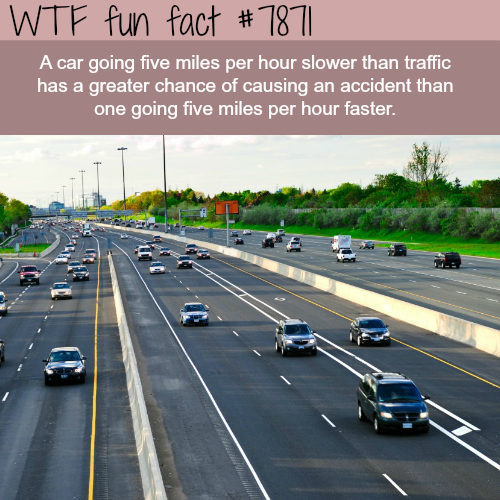 WTF fun fact #7871
A car going five miles per hour slower than traffic
has a greater chance of causing an accident than
one going five miles per hour faster.